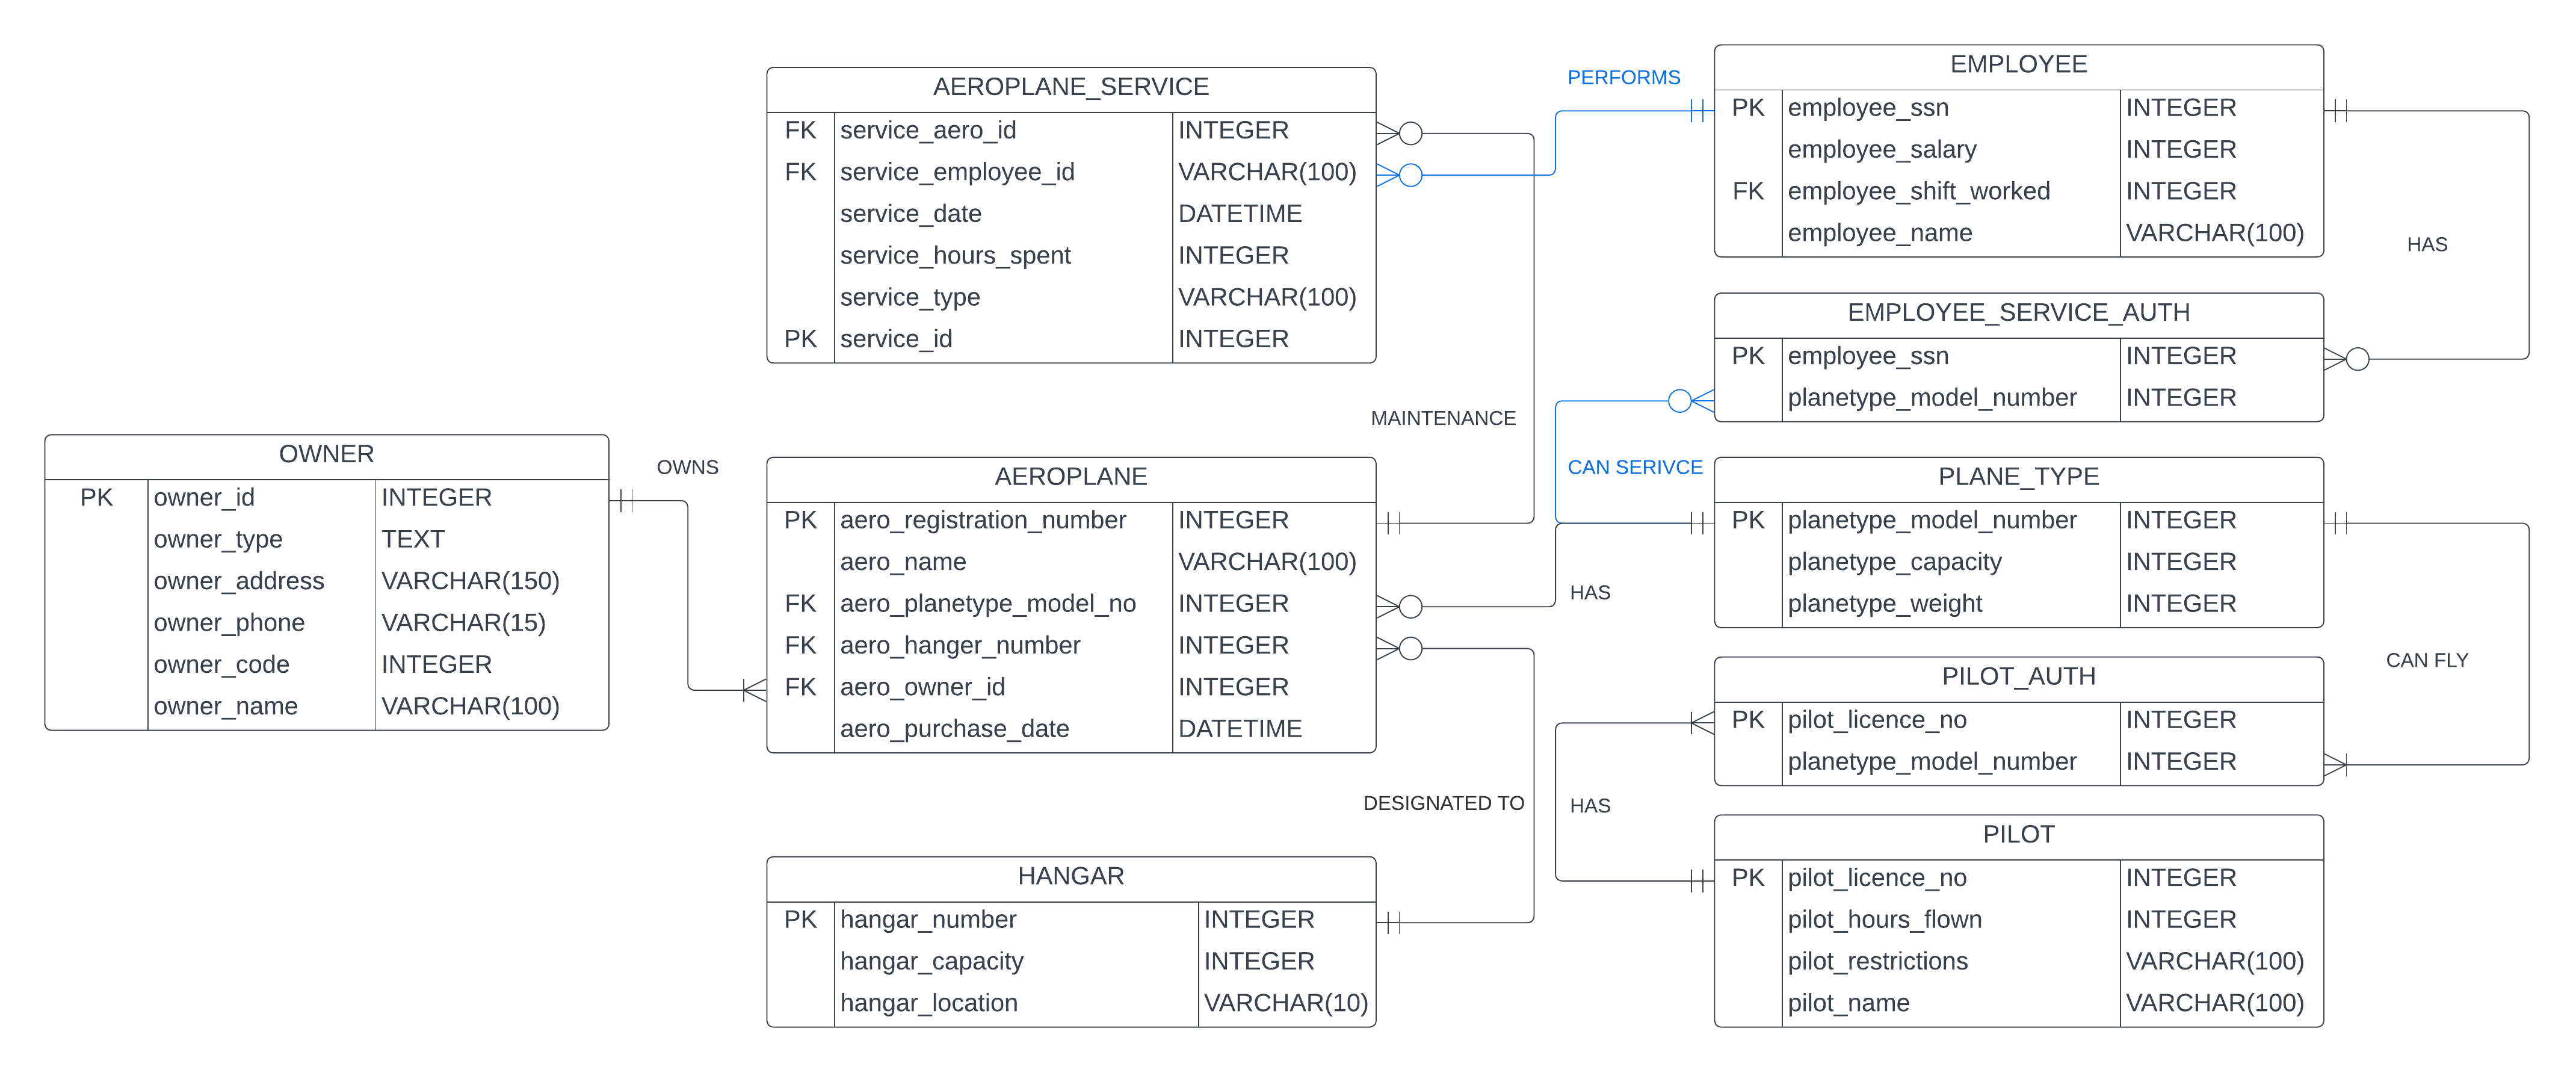 AEROPLANE_SERVICE
FK service_aero_id INTEGER
FK service_employee_id VARCHAR(100)
service_date DATETIME
service_hours_spent INTEGER
service_type VARCHAR(100)
PK service_id INTEGER
PERFORMS
EMPLOYEE
PK employee_ssn INTEGER
employee_salary INTEGER
FK employee_shift_worked INTEGER
employee_name VARCHAR(100)
HAS
EMPLOYEE_SERVICE_AUTH
PK employee_ssn INTEGER
planetype_model_number INTEGER
MAINTENANCE
OWNER
PK owner_id INTEGER
owner_type TEXT
owner_address VARCHAR(150)
owner_phone VARCHAR(15)
owner_code INTEGER
owner_name VARCHAR(100)
OWNS
AEROPLANE
PK aero_registration_number INTEGER
aero_name VARCHAR(100)
FK aero_planetype_model_no INTEGER
FK aero_hanger_number INTEGER
FK aero_owner_id INTEGER
aero_purchase_date DATETIME
CAN SERIVCE
HAS
PLANE_TYPE
PK planetype_model_number INTEGER
planetype_capacity INTEGER
planetype_weight INTEGER
CAN FLY
PILOT_AUTH
PK pilot_licence_no INTEGER
planetype_model_number INTEGER
DESIGNATED TO
HAS
HANGAR
PK hangar_number INTEGER
hangar_capacity INTEGER
hangar_location VARCHAR(10)
PILOT
PK pilot_licence_no INTEGER
pilot_hours_flown INTEGER
pilot_restrictions VARCHAR(100)
pilot_name VARCHAR(100)